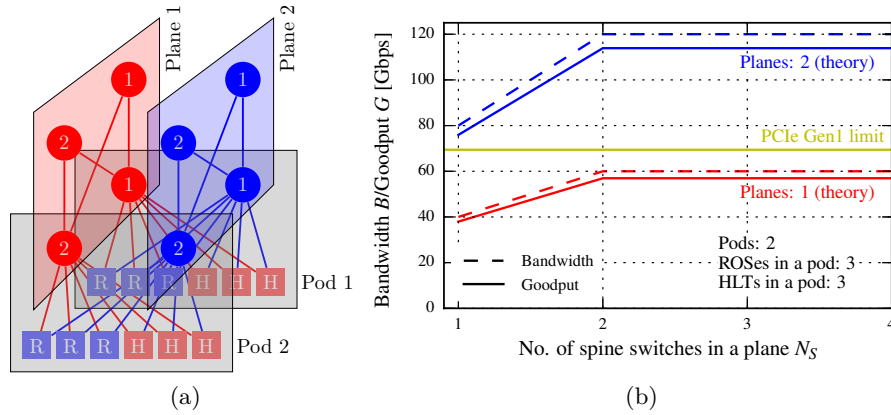 Plane 1
Plane 2
1
1
2
2
1
1
2
2
R R R H H H
Pod 1
R R R H H H
Pod 2
(a)
Bandwidth B/Goodput G [Gbps]
120
100
80
60
40
20
0
Planes: 2 (theory)
PCIe Gen1 limit
Planes: 1 (theory)
Bandwidth
Goodput
Pods: 2
ROSes in a pod: 3
HLTs in a pod: 3
1 2 3 4
No. of spine switches in a plane N_S
(b)